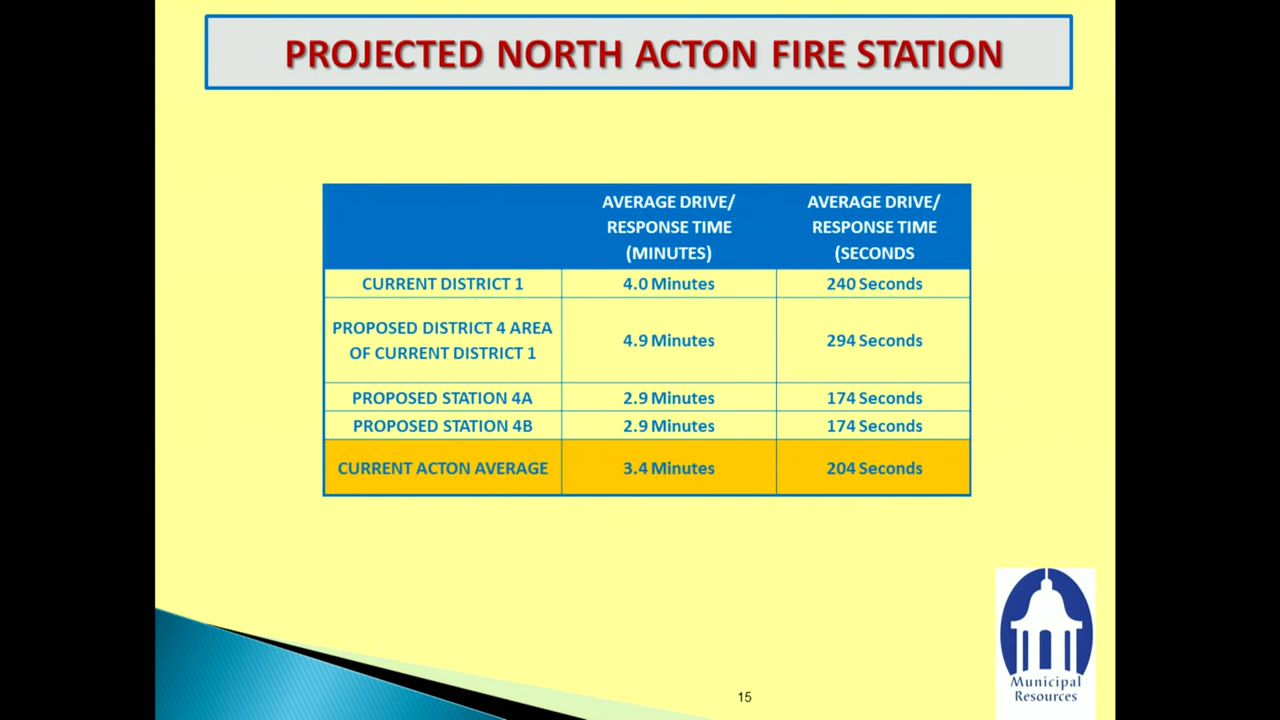 PROJECTED NORTH ACTON FIRE STATION
AVERAGE DRIVE/
RESPONSE TIME
(MINUTES)
AVERAGE DRIVE/
RESPONSE TIME
(SECONDS
CURRENT DISTRICT 1
4.0 Minutes
240 Seconds
PROPOSED DISTRICT 4 AREA
OF CURRENT DISTRICT 1
4.9 Minutes
294 Seconds
PROPOSED STATION 4A
2.9 Minutes
174 Seconds
PROPOSED STATION 4B
2.9 Minutes
174 Seconds
CURRENT ACTON AVERAGE
3.4 Minutes
204 Seconds
Municipal
Resources
15